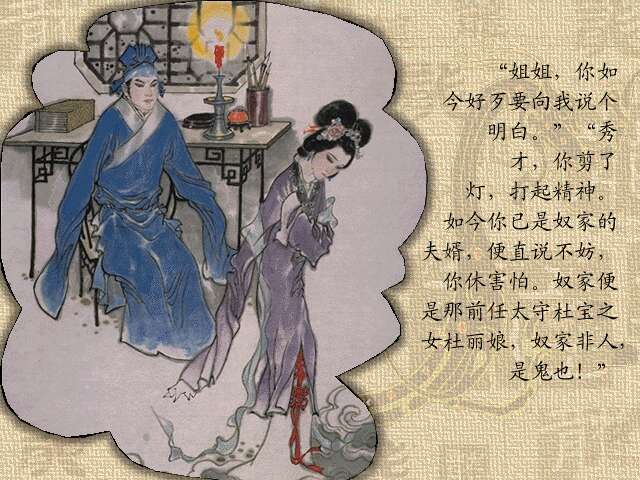 “姐姐，你如
今好歹要向我说个
明白。”“秀
才，你剪了
灯，打起精神。
如今你已是奴家的
夫婿，便直说不妨，
你休害怕。奴家便
是那前任太守杜宝之
女杜丽娘，奴家非人，
是鬼也！”